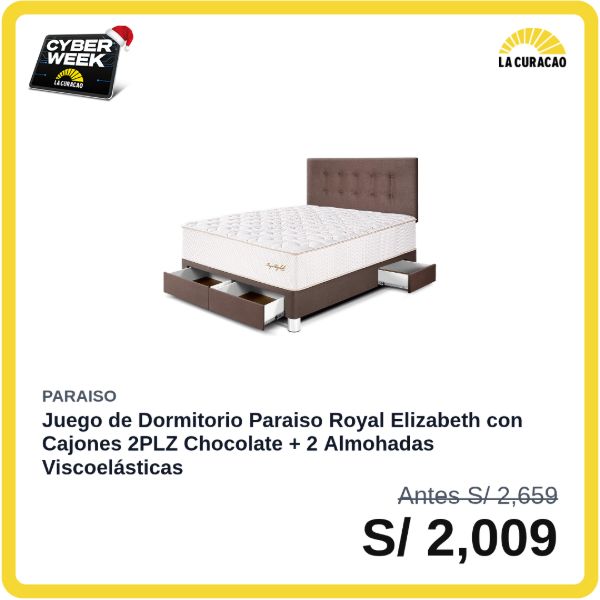 CYBER
WEEK
LA CURACAO
LA CURACAO
PARAISO
Juego de Dormitorio Paraiso Royal Elizabeth con
Cajones 2PLZ Chocolate + 2 Almohadas
Viscoelásticas
Antes S/ 2,659
S/ 2,009